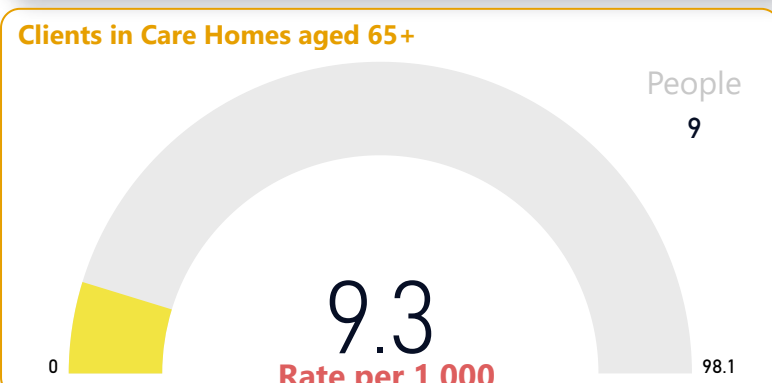 Clients in Care Homes aged 65+
People
9
9.3
Rate per 1,000
0
98.1